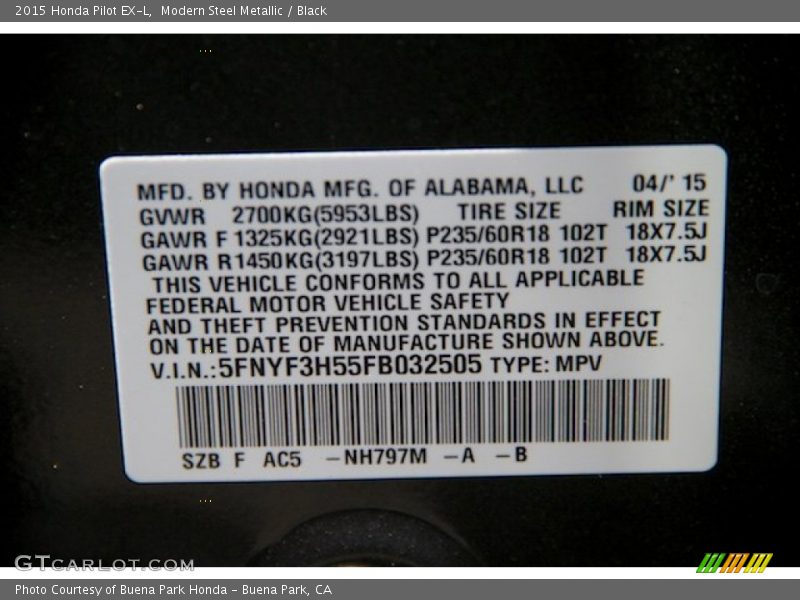 2015 Honda Pilot EX-L, Modern Steel Metallic / Black
MFD. BY HONDA MFG. OF ALABAMA, LLC 04/' 15
GVWR 2700KG(5953LBS) TIRE SIZE RIM SIZE
GAWR F 1325KG(2921LBS) P235/60R18 102T 18X7.5J
GAWR R1450KG(3197LBS) P235/60R18 102T 18X7.5J
THIS VEHICLE CONFORMS TO ALL APPLICABLE
FEDERAL MOTOR VEHICLE SAFETY
AND THEFT PREVENTION STANDARDS IN EFFECT
ON THE DATE OF MANUFACTURE SHOWN ABOVE.
V.I.N.:5FNYF3H55FB032505 TYPE: MPV
SZB F AC5 -NH797M -A -B
GTCARLOT.COM
Photo Courtesy of Buena Park Honda - Buena Park, CA